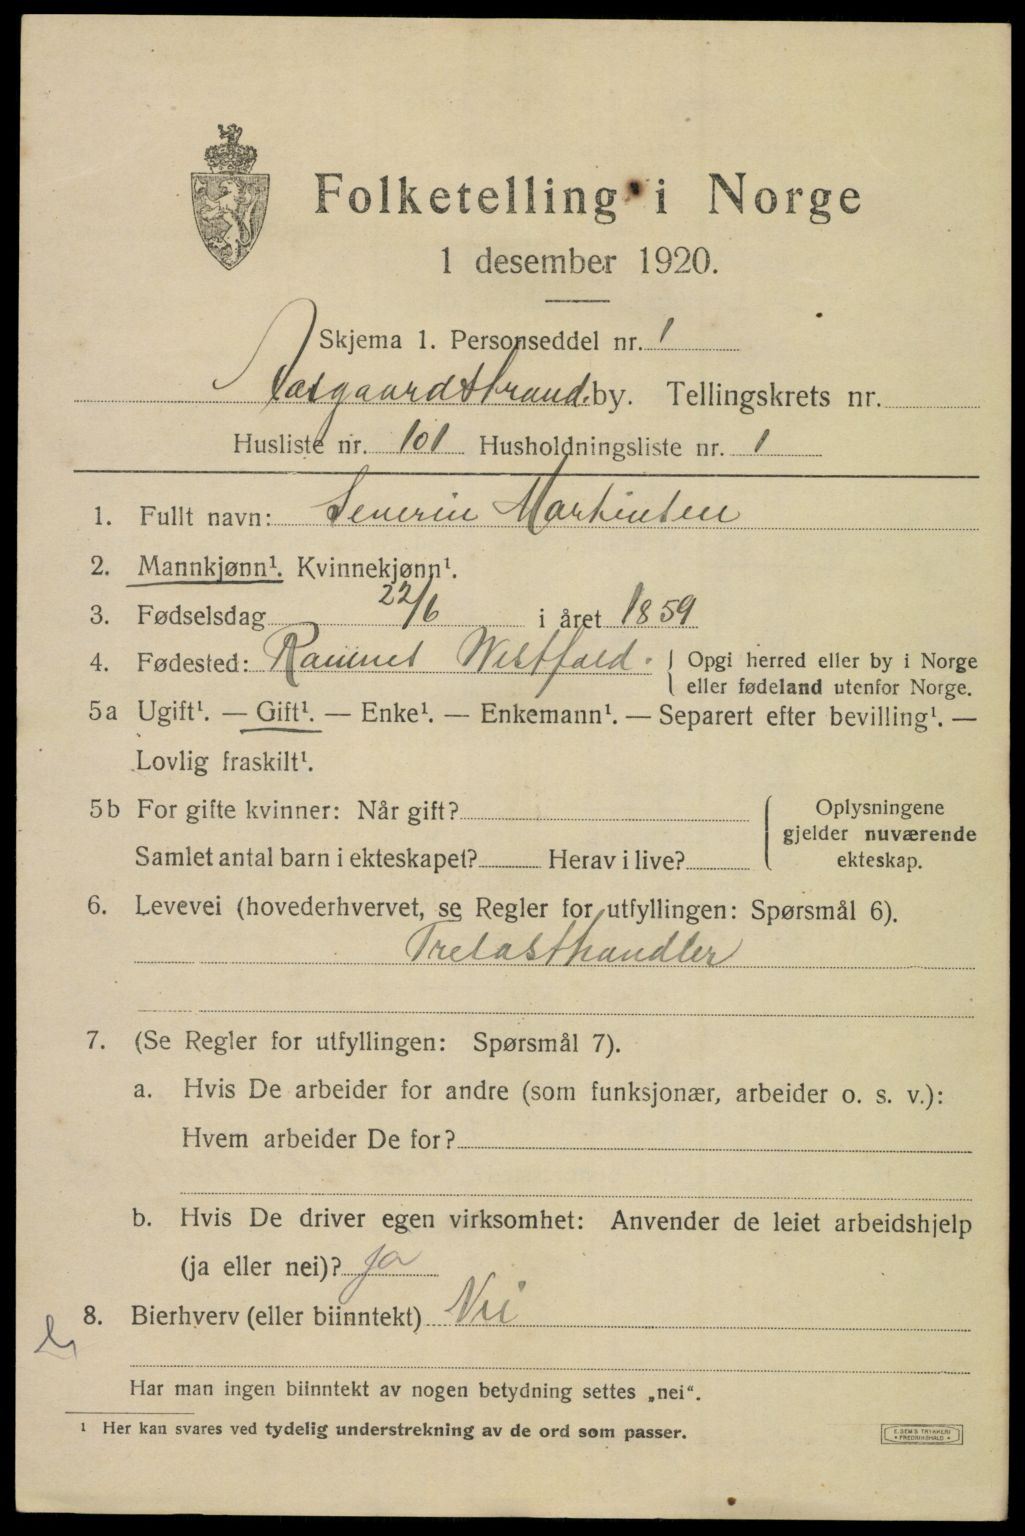 Folketelling i Norge
1 desember 1920.
Skjema 1. Personseddel nr. 1
Aasgaardstrand by. Tellingskrets nr.
Husliste nr. 101 Husholdningsliste nr. 1
1. Fullt navn: Severin Martinsen
2. Mannkjønn¹. Kvinnekjønn¹.
3. Fødselsdag 22/6 i året 1859
4. Fødested: Ramnes Westfold. Opgi herred eller by i Norge
eller fødeland utenfor Norge.
5a Ugift¹. — Gift¹. — Enke¹. — Enkemann¹. — Separert efter bevilling¹. —
Lovlig fraskilt¹.
5b For gifte kvinner: Når gift?
Samlet antal barn i ekteskapet? Herav i live?
Oplysningene
gjelder nuværende
ekteskap.
6. Levevei (hovederhvervet, se Regler for utfyllingen: Spørsmål 6).
Trelasthandler
7. (Se Regler for utfyllingen: Spørsmål 7).
a. Hvis De arbeider for andre (som funksjonær, arbeider o. s. v.):
Hvem arbeider De for?
b. Hvis De driver egen virksomhet: Anvender de leiet arbeidshjelp
(ja eller nei)? ja
8. Bierhverv (eller biinntekt) Nei
Har man ingen biinntekt av nogen betydning settes „nei“.
¹ Her kan svares ved tydelig understrekning av de ord som passer.
E. SEM'S TRYKKERI
FREDRIKSHALD